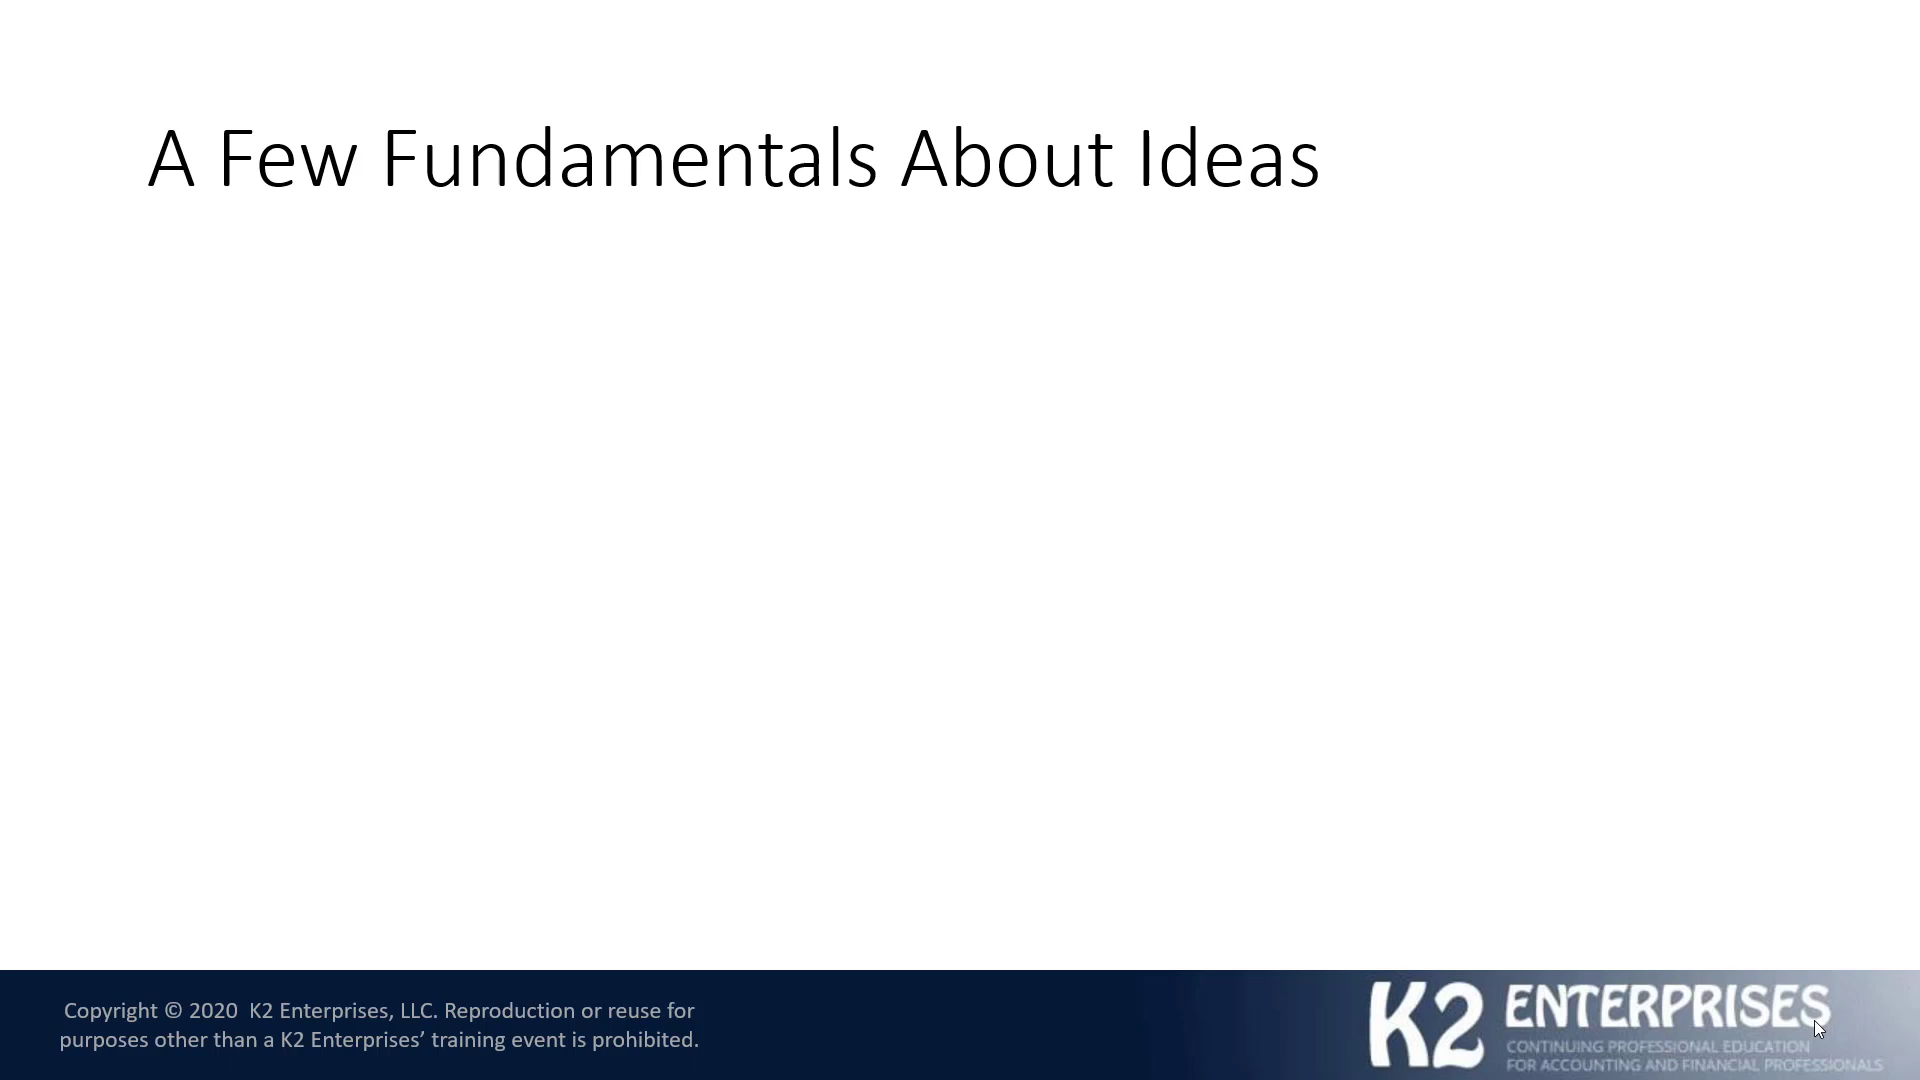 A Few Fundamentals About Ideas
Copyright © 2020 K2 Enterprises, LLC. Reproduction or reuse for
purposes other than a K2 Enterprises’ training event is prohibited.
K2 ENTERPRISES
CONTINUING PROFESSIONAL EDUCATION
FOR ACCOUNTING AND FINANCIAL PROFESSIONALS